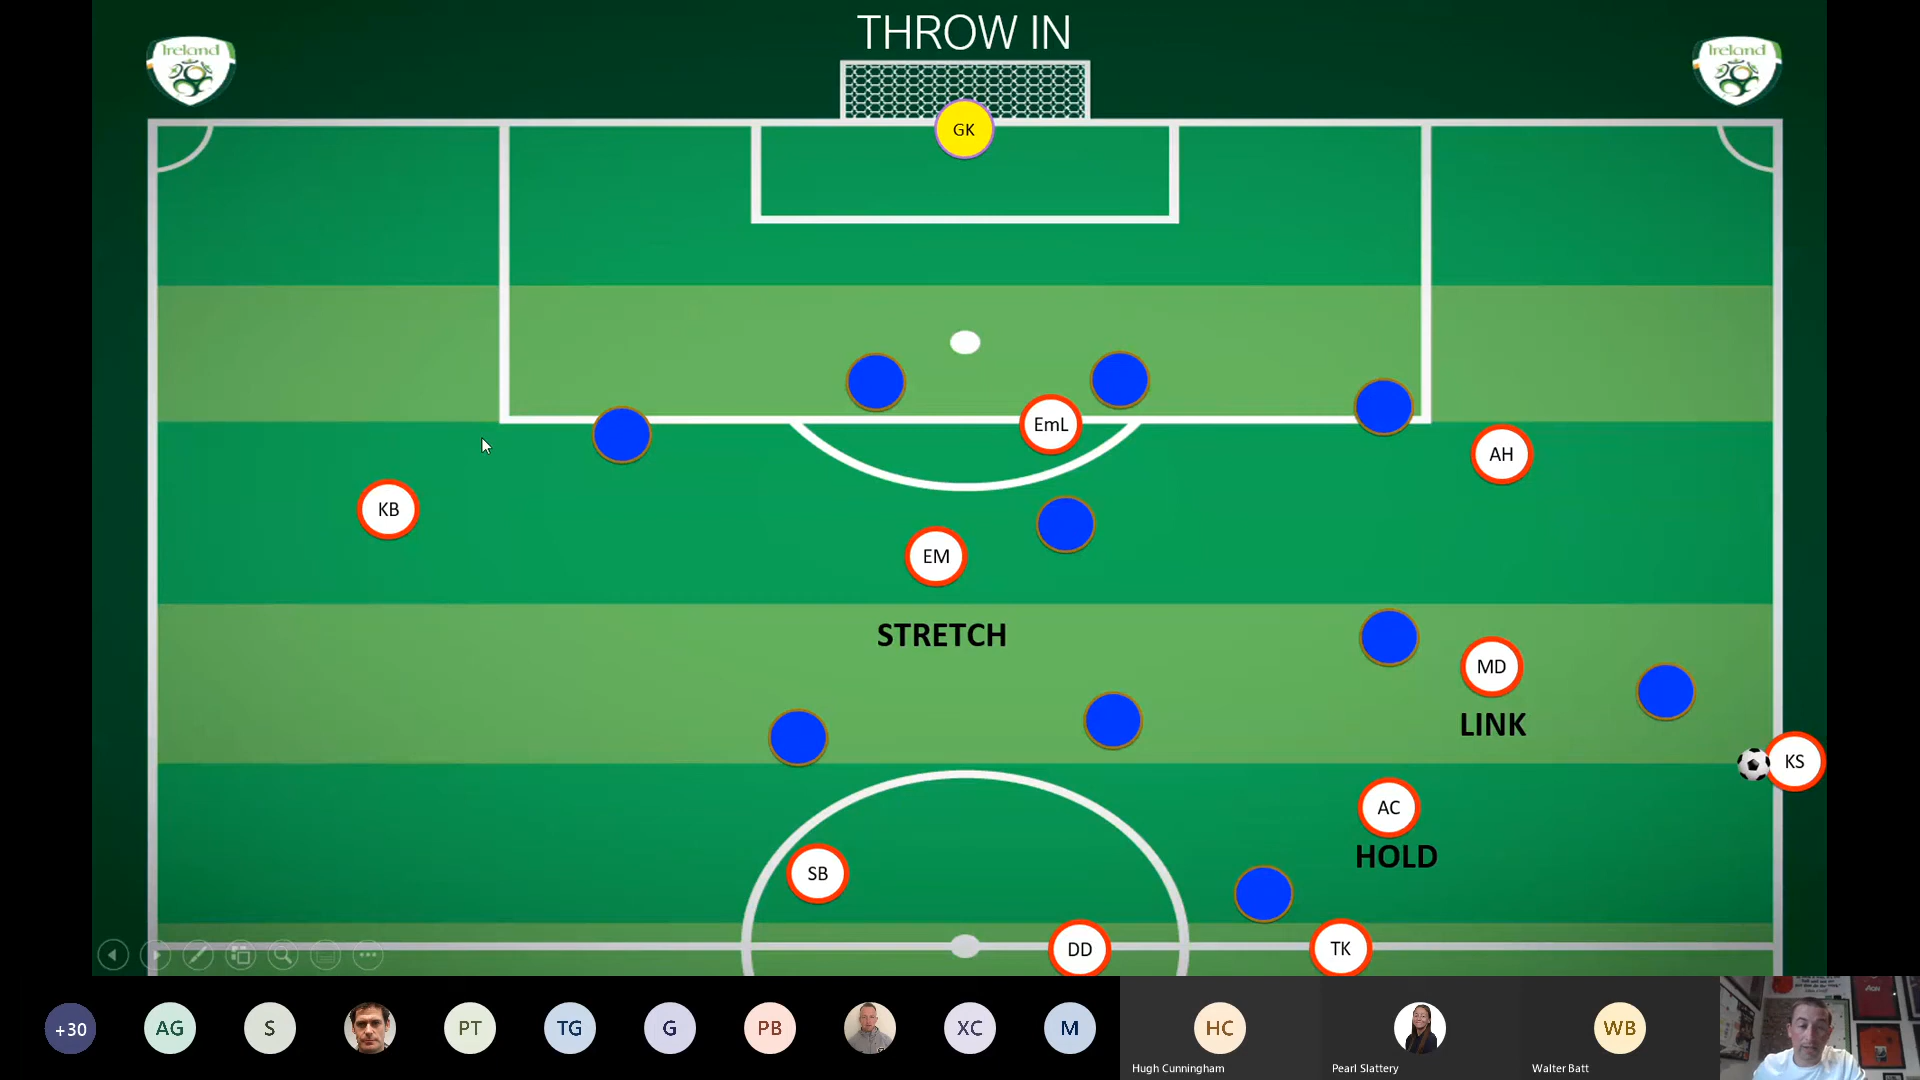 THROW IN
Ireland
Ireland
GK
EmL
AH
KB
EM
STRETCH
MD
LINK
KS
AC
HOLD
SB
DD
TK
+30
AG
S
PT
TG
G
PB
XC
M
HC
WB
Hugh Cunningham
Pearl Slattery
Walter Batt